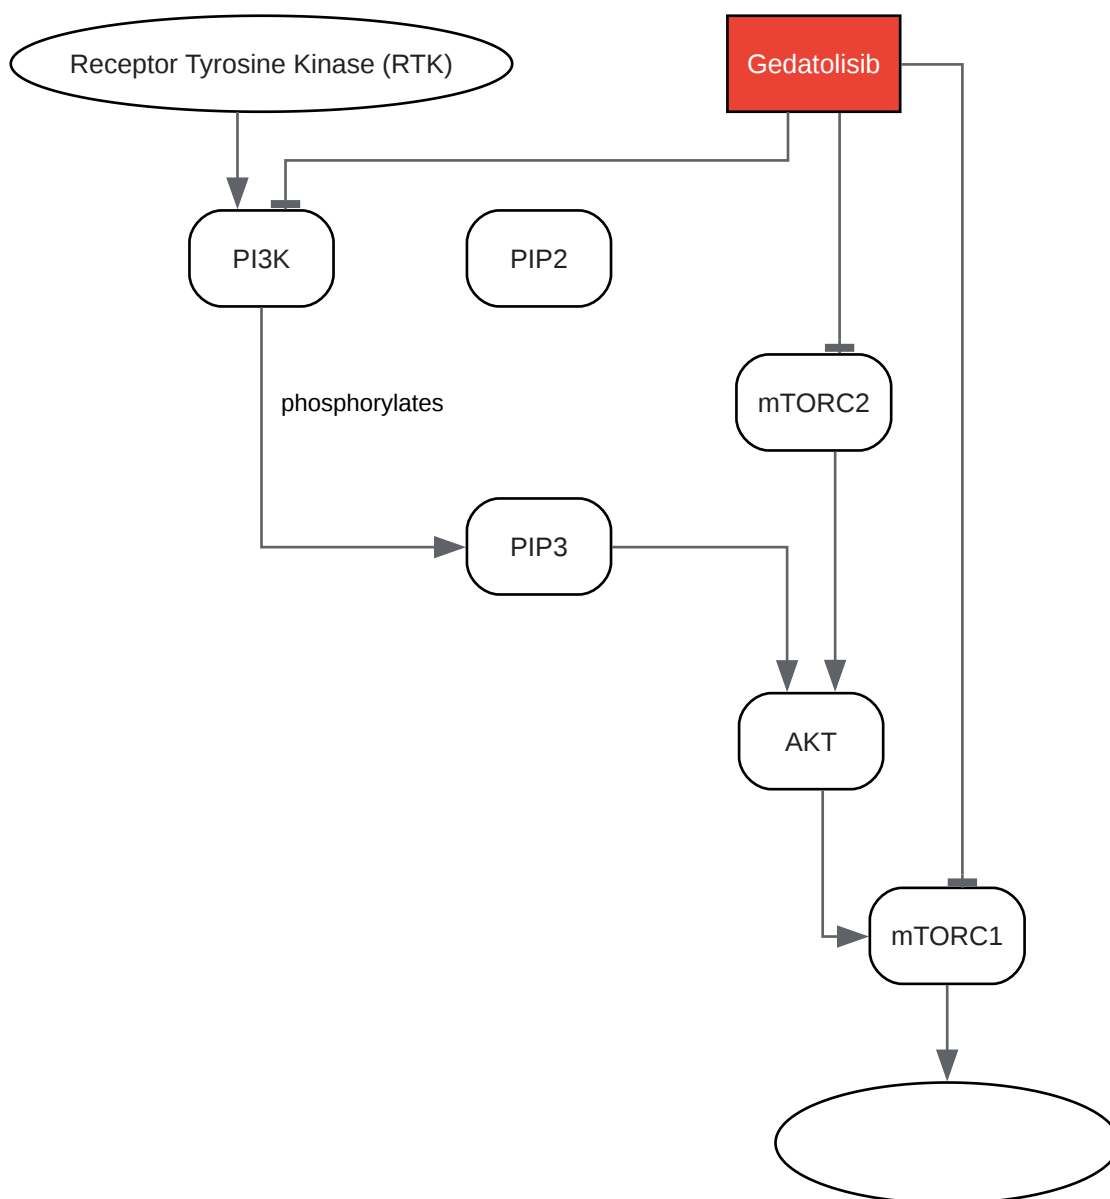 Receptor Tyrosine Kinase (RTK)
Gedatolisib
PI3K
PIP2
phosphorylates
mTORC2
PIP3
AKT
mTORC1